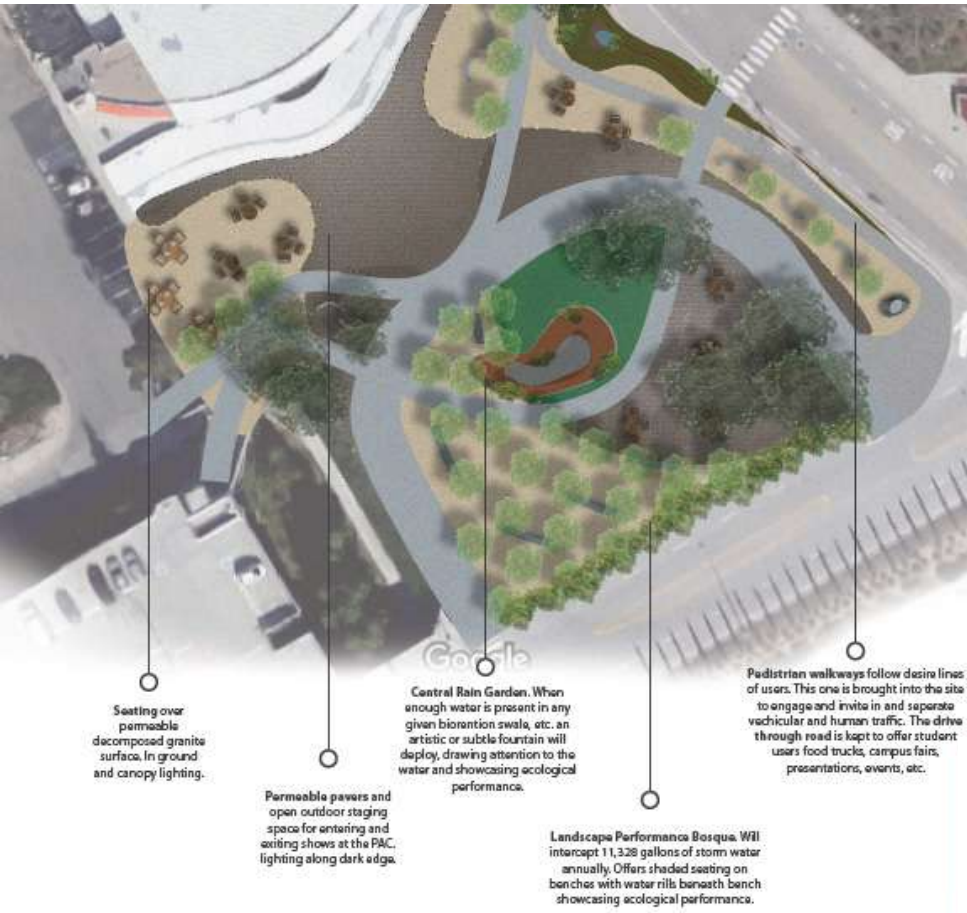 Google
Seating over
permeable
decomposed granite
surface. In ground
and canopy lighting.
Permeable pavers and
open outdoor staging
space for entering and
exiting shows at the PAC.
lighting along dark edge.
Central Rain Garden. When
enough water is present in any
given biorention swale, etc. an
artistic or subtle fountain will
deploy, drawing attention to the
water and showcasing ecological
performance.
Landscape Performance Bosque. Will
intercept 11,328 gallons of storm water
annually. Offers shaded seating on
benches with water rills beneath bench
showcasing ecological performance.
Pedistrian walkways follow desire lines
of users. This one is brought into the site
to engage and invite in and seperate
vechicular and human traffic. The drive
through road is kept to offer student
users food trucks, campus fairs,
presentations, events, etc.